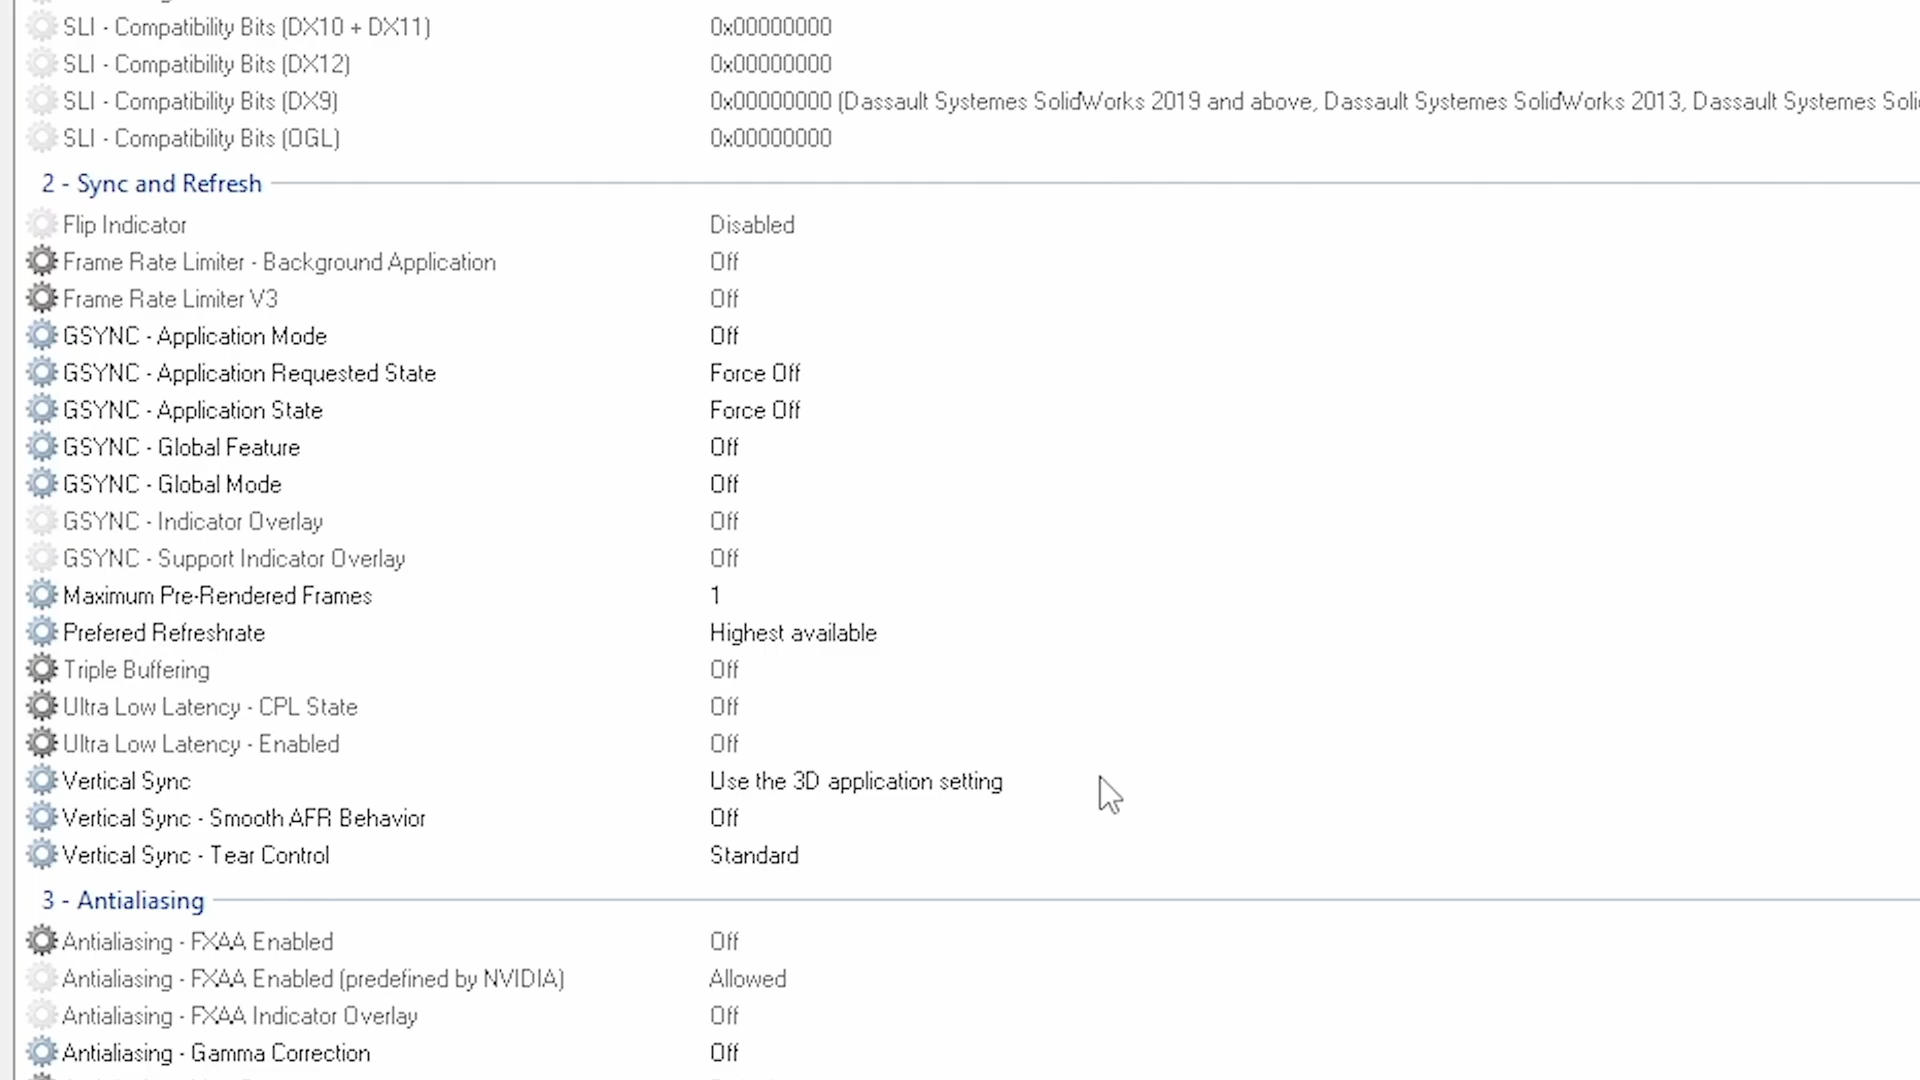 SLI - Compatibility Bits (DX10 + DX11) 0x00000000
SLI - Compatibility Bits (DX12) 0x00000000
SLI - Compatibility Bits (DX9) 0x00000000 (Dassault Systemes SolidWorks 2019 and above, Dassault Systemes SolidWorks 2013, Dassault Systemes Soli
SLI - Compatibility Bits (OGL) 0x00000000
2 - Sync and Refresh
Flip Indicator Disabled
Frame Rate Limiter - Background Application Off
Frame Rate Limiter V3 Off
GSYNC - Application Mode Off
GSYNC - Application Requested State Force Off
GSYNC - Application State Force Off
GSYNC - Global Feature Off
GSYNC - Global Mode Off
GSYNC - Indicator Overlay Off
GSYNC - Support Indicator Overlay Off
Maximum Pre-Rendered Frames 1
Prefered Refreshrate Highest available
Triple Buffering Off
Ultra Low Latency - CPL State Off
Ultra Low Latency - Enabled Off
Vertical Sync Use the 3D application setting
Vertical Sync - Smooth AFR Behavior Off
Vertical Sync - Tear Control Standard
3 - Antialiasing
Antialiasing - FXAA Enabled Off
Antialiasing - FXAA Enabled (predefined by NVIDIA) Allowed
Antialiasing - FXAA Indicator Overlay Off
Antialiasing - Gamma Correction Off